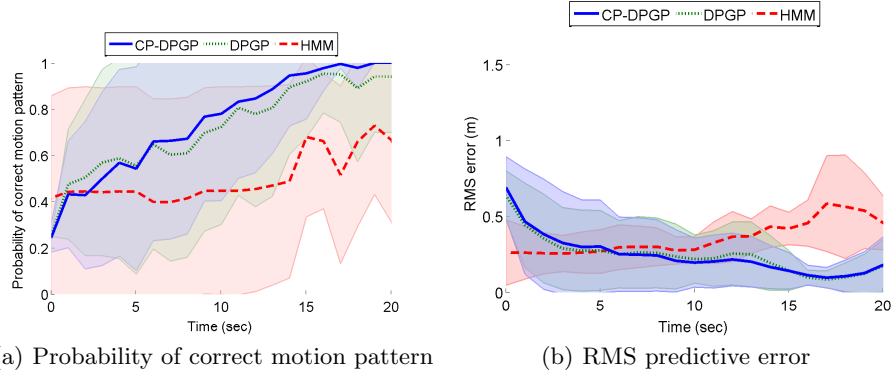 CP-DPGP DPGP HMM
Probability of correct motion pattern
1
0.8
0.6
0.4
0.2
0
0 5 10 15 20
Time (sec)
a) Probability of correct motion pattern
CP-DPGP DPGP HMM
RMS error (m)
1.5
1
0.5
0
0 5 10 15 20
Time (sec)
(b) RMS predictive error